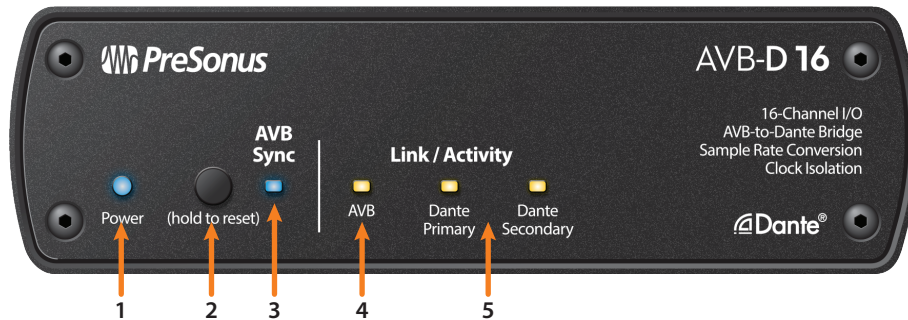 PreSonus
AVB-D 16
16-Channel I/O
AVB-to-Dante Bridge
Sample Rate Conversion
Clock Isolation
AVB
Sync
Link / Activity
Power
(hold to reset)
AVB
Dante
Primary
Dante
Secondary
Dante®
1
2
3
4
5